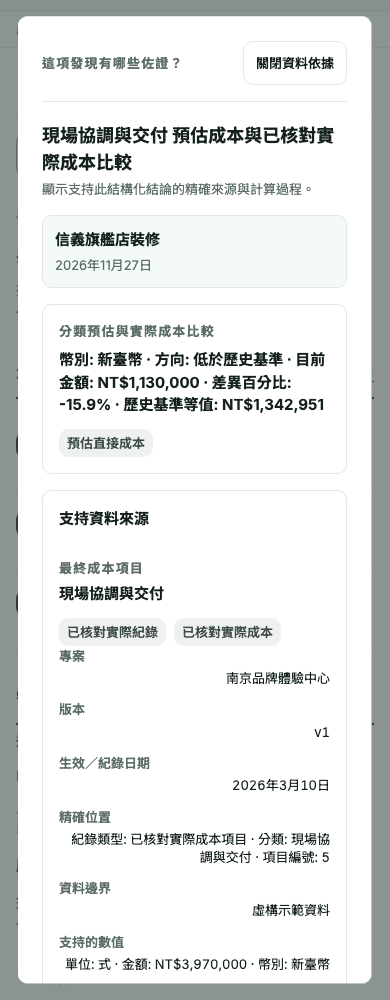 這項發現有哪些佐證？
關閉資料依據
現場協調與交付 預估成本與已核對實
際成本比較
顯示支持此結構化結論的精確來源與計算過程。
信義旗艦店裝修
2026年11月27日
分類預估與實際成本比較
幣別: 新臺幣 · 方向: 低於歷史基準 · 目前
金額: NT$1,130,000 · 差異百分比:
-15.9% · 歷史基準等值: NT$1,342,951
預估直接成本
支持資料來源
最終成本項目
現場協調與交付
已核對實際紀錄
已核對實際成本
專案
南京品牌體驗中心
版本
v1
生效／紀錄日期
2026年3月10日
精確位置
紀錄類型: 已核對實際成本項目 · 分類: 現場協
調與交付 · 項目編號: 5
資料邊界
虛構示範資料
支持的數值
單位: 式 · 金額: NT$3,970,000 · 幣別: 新臺幣